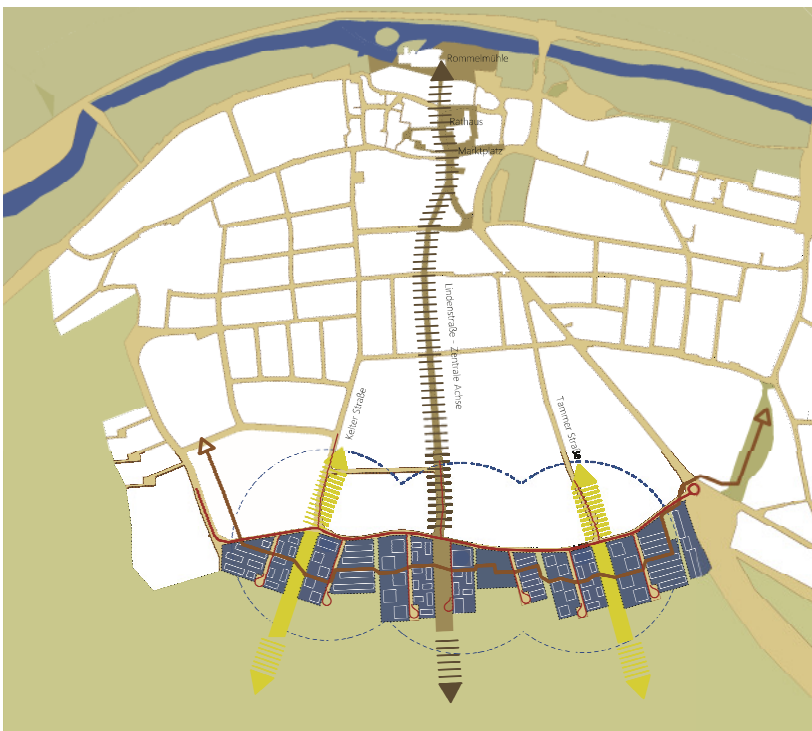 Rommelmühle
Rathaus
Marktplatz
Lindenstraße - Zentrale Achse
Kelter Straße
Tammer Straße